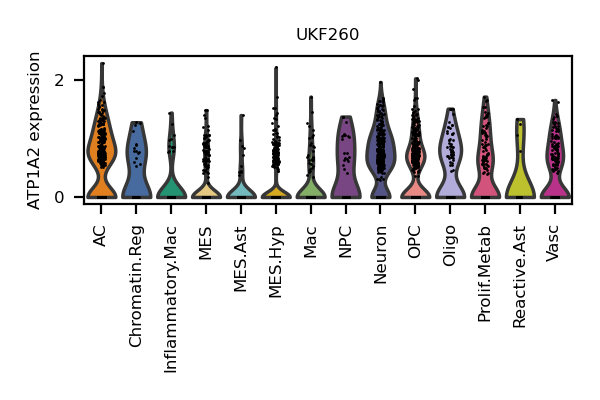 UKF260
ATP1A2 expression
2
0
AC
Chromatin.Reg
Inflammatory.Mac
MES
MES.Ast
MES.Hyp
Mac
NPC
Neuron
OPC
Oligo
Prolif.Metab
Reactive.Ast
Vasc